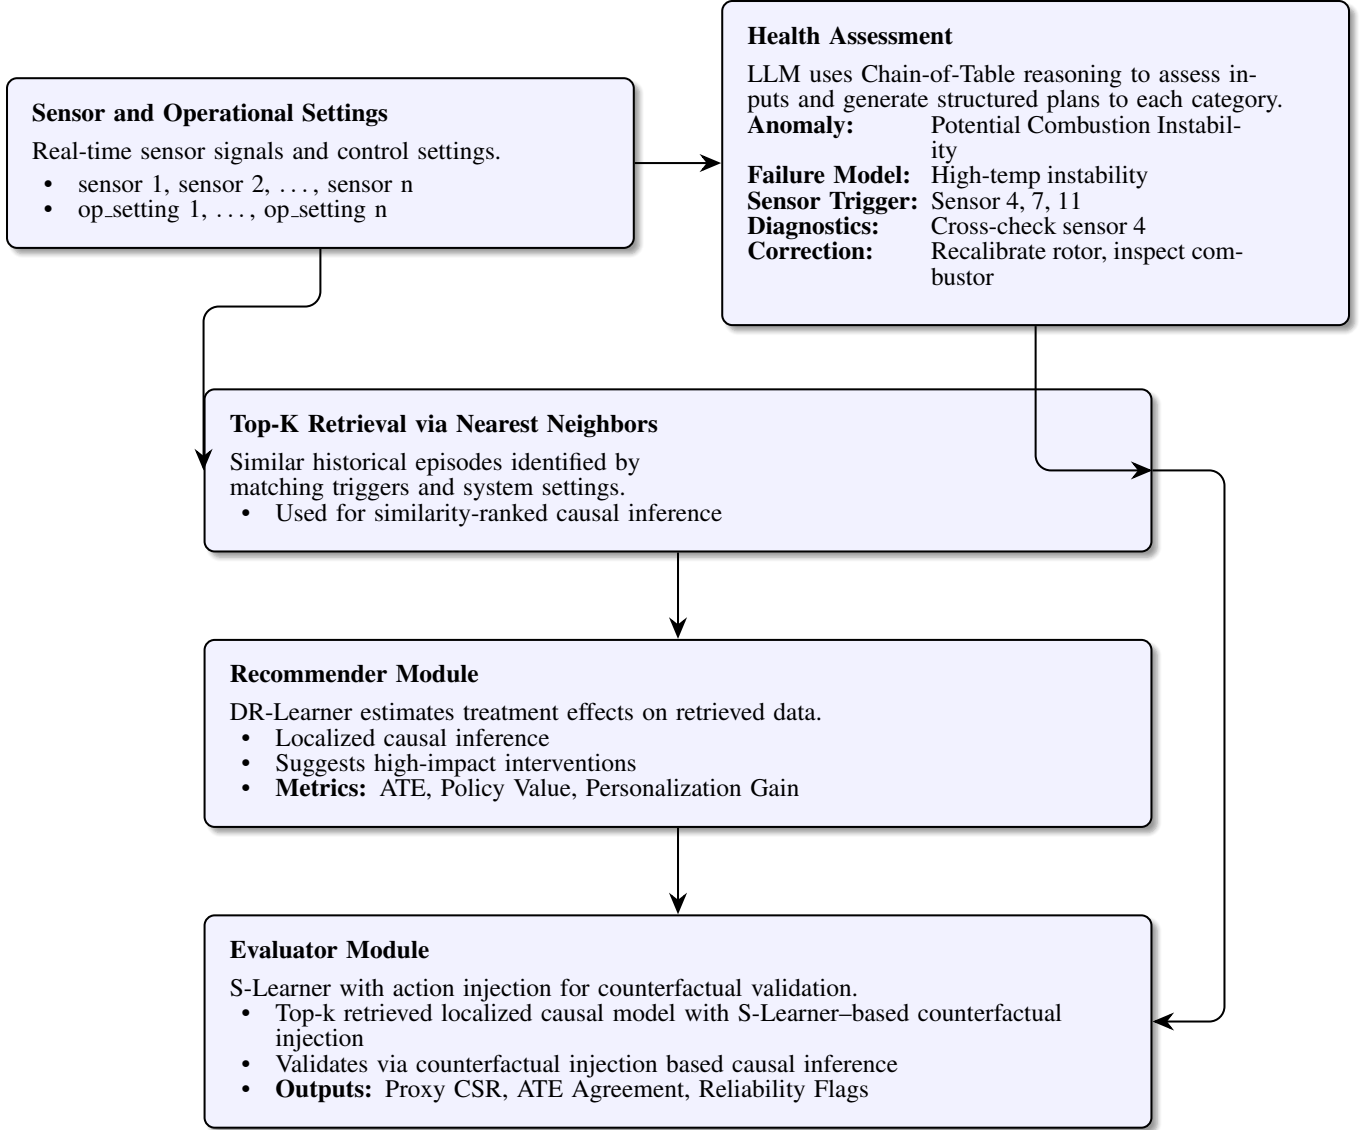 Sensor and Operational Settings
Real-time sensor signals and control settings.
• sensor 1, sensor 2, . . . , sensor n
• op_setting 1, . . . , op_setting n
Health Assessment
LLM uses Chain-of-Table reasoning to assess in-
puts and generate structured plans to each category.
Anomaly: Potential Combustion Instabil-
ity
Failure Model: High-temp instability
Sensor Trigger: Sensor 4, 7, 11
Diagnostics: Cross-check sensor 4
Correction: Recalibrate rotor, inspect com-
bustor
Top-K Retrieval via Nearest Neighbors
Similar historical episodes identified by
matching triggers and system settings.
• Used for similarity-ranked causal inference
Recommender Module
DR-Learner estimates treatment effects on retrieved data.
• Localized causal inference
• Suggests high-impact interventions
• Metrics: ATE, Policy Value, Personalization Gain
Evaluator Module
S-Learner with action injection for counterfactual validation.
• Top-k retrieved localized causal model with S-Learner–based counterfactual
injection
• Validates via counterfactual injection based causal inference
• Outputs: Proxy CSR, ATE Agreement, Reliability Flags